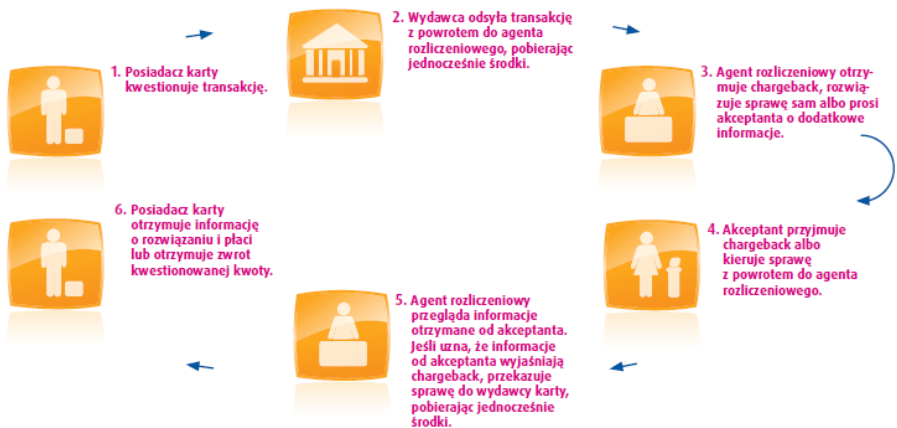 1. Posiadacz karty
kwestionuje transakcję.
2. Wydawca odsyła transakcję
z powrotem do agenta
rozliczeniowego, pobierając
jednocześnie środki.
3. Agent rozliczeniowy otrzy-
muje chargeback, rozwią-
zuje sprawę sam albo prosi
akceptanta o dodatkowe
informacje.
4. Akceptant przyjmuje
chargeback albo
kieruje sprawę
z powrotem do agenta
rozliczeniowego.
5. Agent rozliczeniowy
przegląda informacje
otrzymane od akceptanta.
Jeśli uzna, że informacje
od akceptanta wyjaśniają
chargeback, przekazuje
sprawę do wydawcy karty,
pobierając jednocześnie
środki.
6. Posiadacz karty
otrzymuje informację
o rozwiązaniu i płaci
lub otrzymuje zwrot
kwestionowanej kwoty.